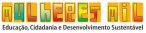 MULHERES MIL
Educação, Cidadania e Desenvolvimento Sustentável